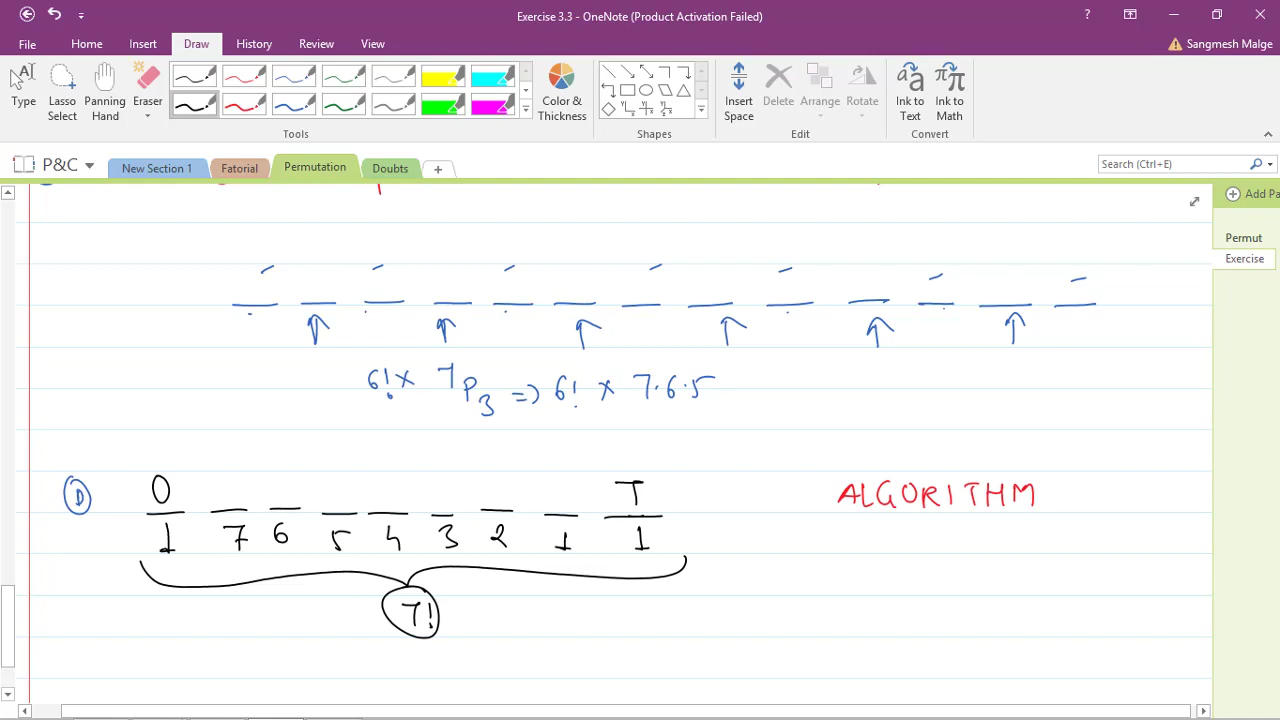 Exercise 3.3 - OneNote (Product Activation Failed)
File Home Insert Draw History Review View Sangmesh Malge
Type Lasso Select Panning Hand Eraser Color & Thickness Insert Space Delete Arrange Rotate Ink to Text Ink to Math
Tools Shapes Edit Convert
P&C New Section 1 Fatorial Permutation Doubts Search (Ctrl+E)
Add Pa
Permut
Exercise
6! × 7P3 => 6! × 7·6·5
D O T ALGORITHM
1 7 6 5 4 3 2 1 1
7!